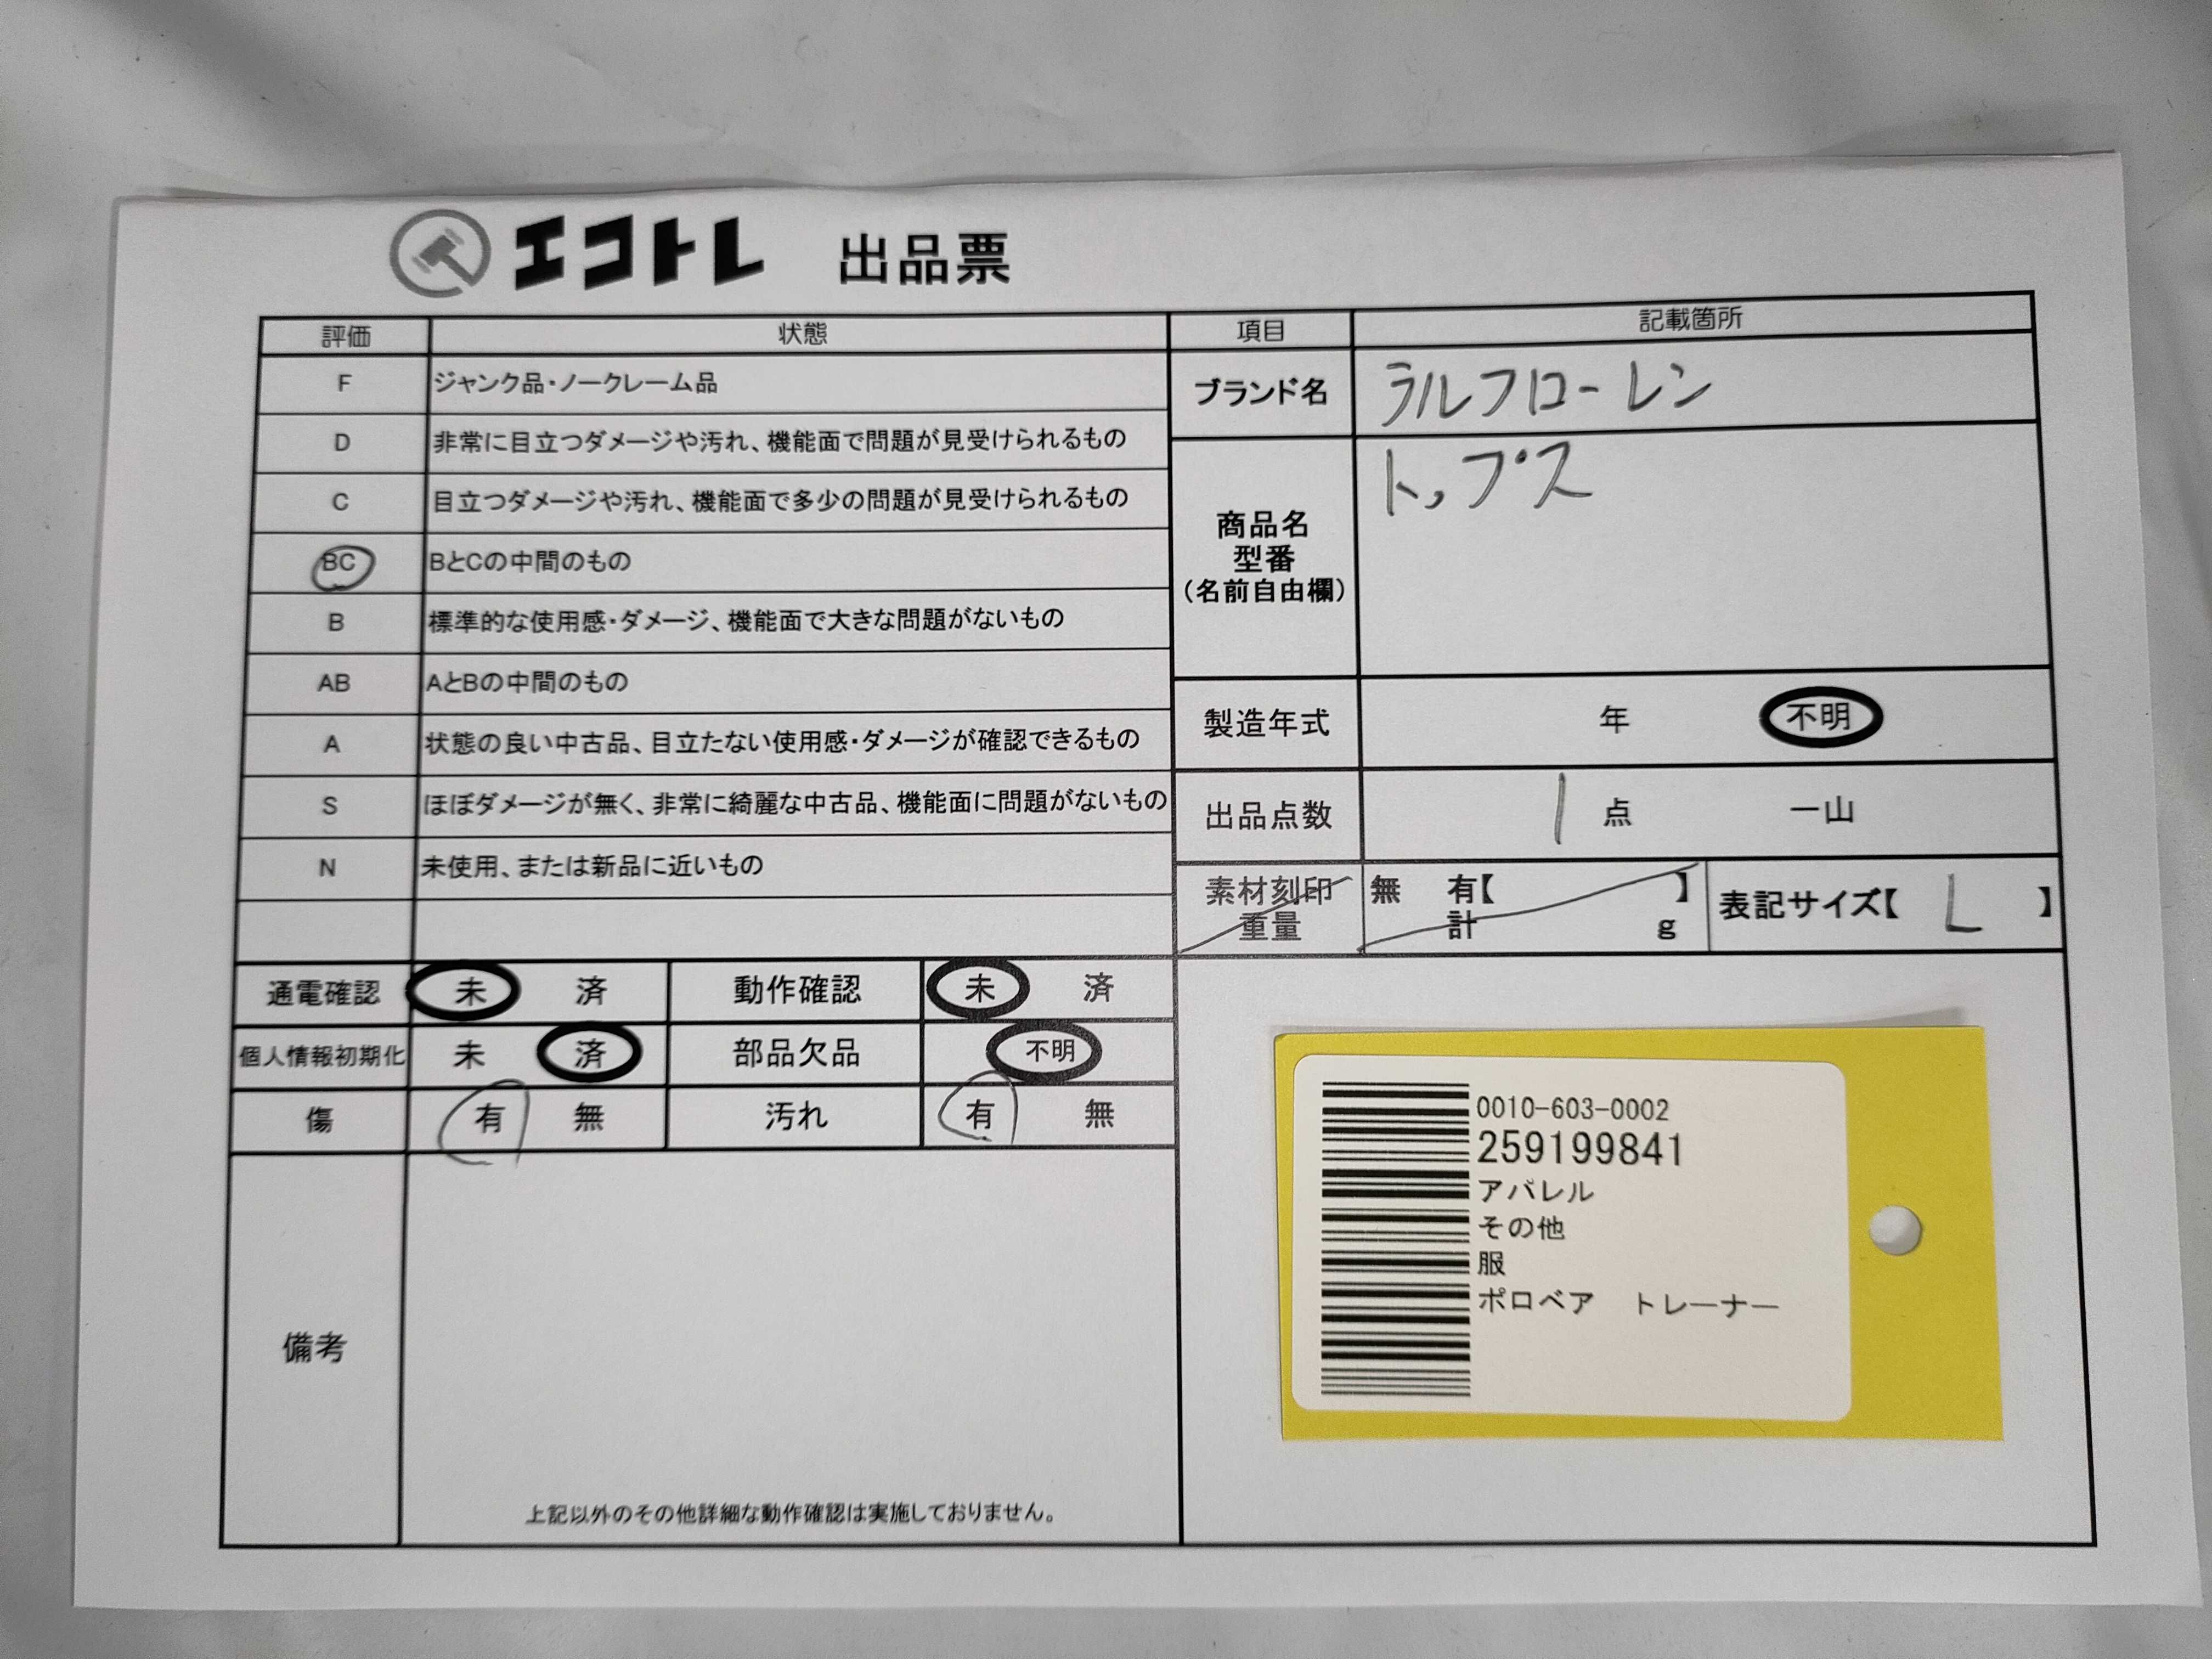 エコトレ 出品票
評価 状態
F ジャンク品・ノークレーム品
D 非常に目立つダメージや汚れ、機能面で問題が見受けられるもの
C 目立つダメージや汚れ、機能面で多少の問題が見受けられるもの
BC BとCの中間のもの
B 標準的な使用感・ダメージ、機能面で大きな問題がないもの
AB AとBの中間のもの
A 状態の良い中古品、目立たない使用感・ダメージが確認できるもの
S ほぼダメージが無く、非常に綺麗な中古品、機能面に問題がないもの
N 未使用、または新品に近いもの
通電確認 未 済 動作確認 未 済
個人情報初期化 未 済 部品欠品 不明
傷 有 無 汚れ 有 無
備考
上記以外のその他詳細な動作確認は実施しておりません。
項目 記載箇所
ブランド名 ラルフローレン
商品名
型番
(名前自由欄)
トップス
製造年式 年 不明
出品点数 1 点 一山
素材刻印 無 有【 】
重量 計 g
表記サイズ【 L 】
0010-603-0002
259199841
アパレル
その他
服
ポロベア トレーナー